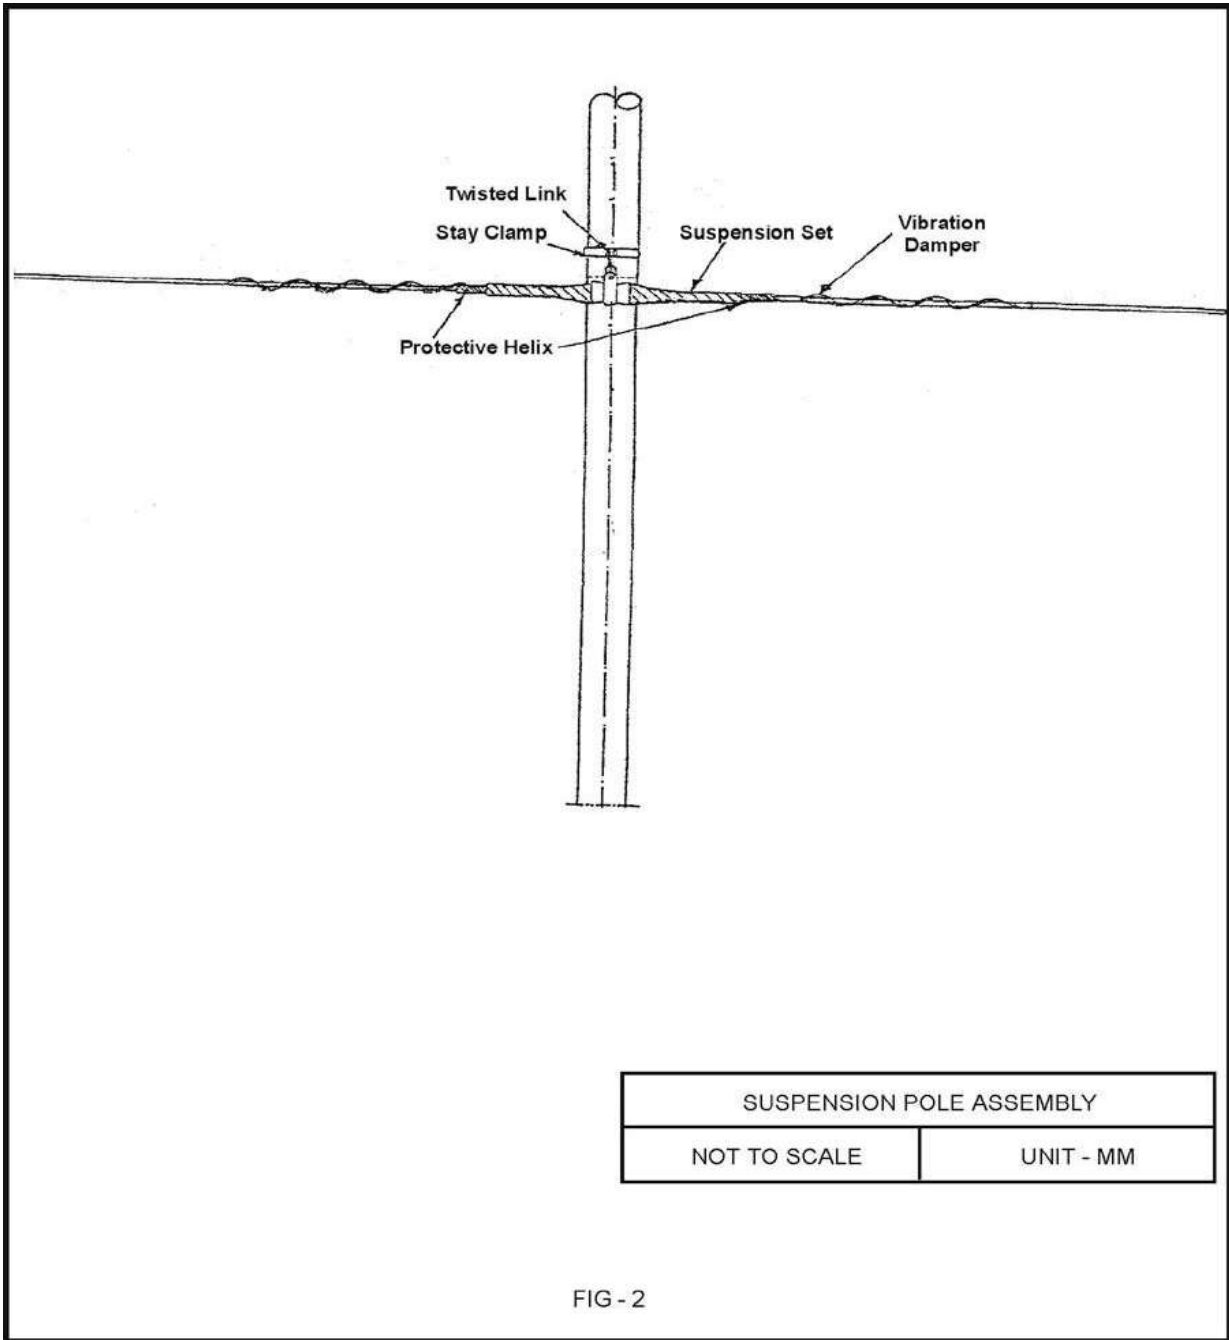 Twisted Link
Stay Clamp
Suspension Set
Vibration
Damper
Protective Helix
SUSPENSION POLE ASSEMBLY
NOT TO SCALE
UNIT - MM
FIG - 2